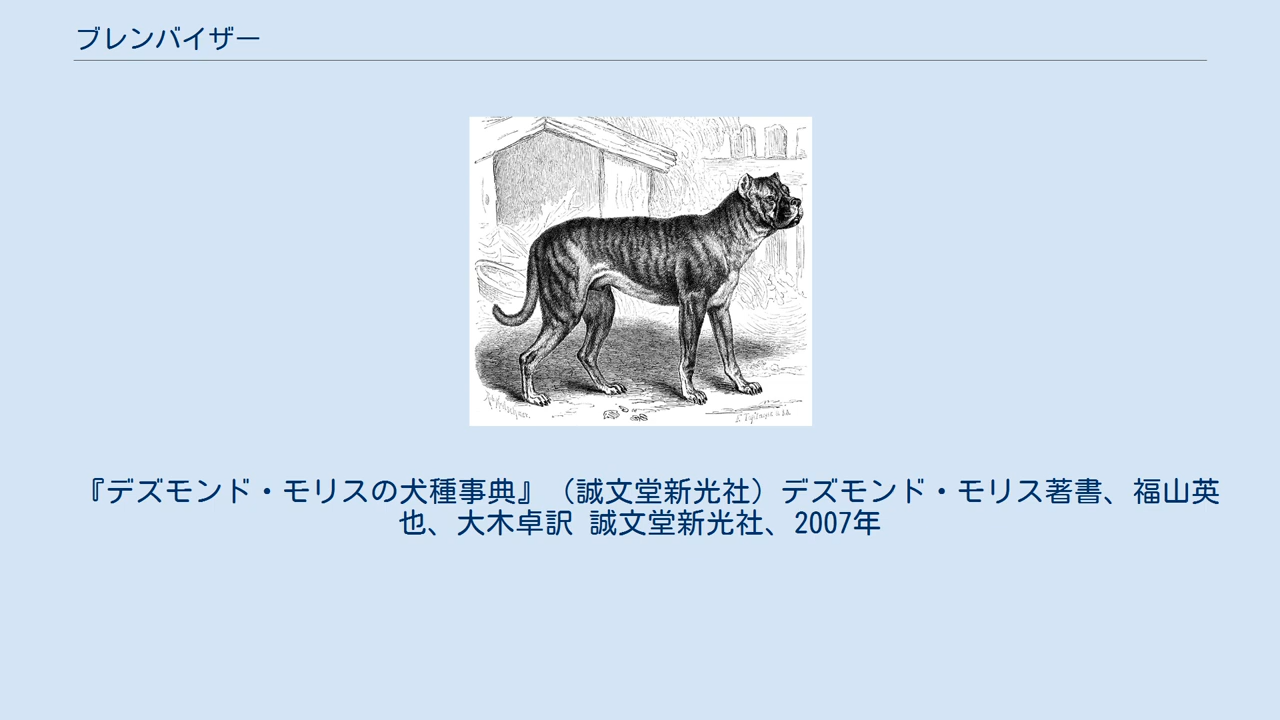 ブレンバイザー
『デズモンド・モリスの犬種事典』（誠文堂新光社）デズモンド・モリス著書、福山英
也、大木卓訳 誠文堂新光社、2007年